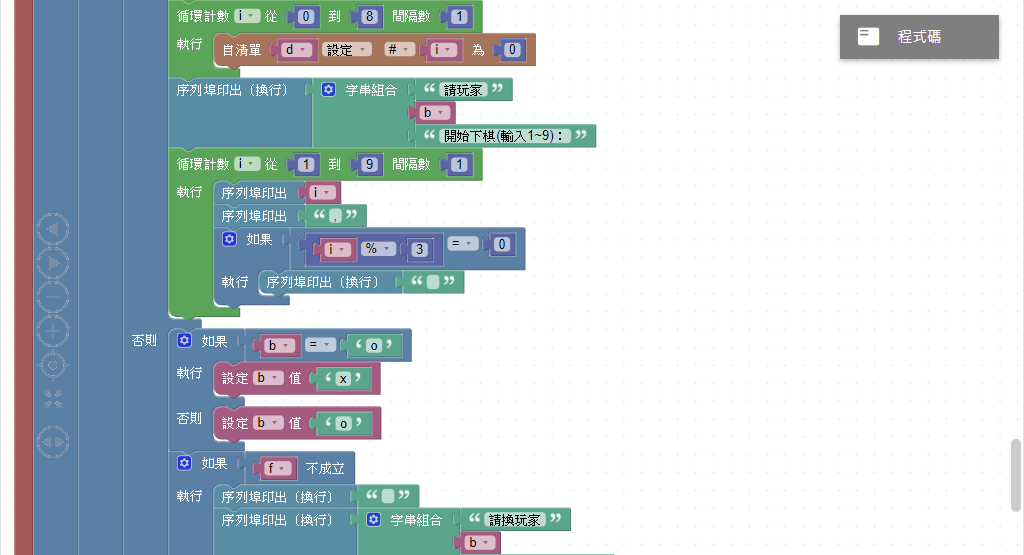 循環計數 i 從 0 到 8 間隔數 1
程式碼
執行 自清單 d 設定 # i 為 0
序列埠印出（換行） 字串組合 “ 請玩家 ”
b
“ 開始下棋(輸入1~9)： ”
循環計數 i 從 1 到 9 間隔數 1
執行 序列埠印出 i
序列埠印出 “ , ”
如果 i % 3 = 0
執行 序列埠印出（換行） “ ”
否則 如果 b = ‘ o ’
執行 設定 b 值 ‘ x ’
否則 設定 b 值 ‘ o ’
如果 f 不成立
執行 序列埠印出（換行） “ ”
序列埠印出（換行） 字串組合 “ 請換玩家 ”
b